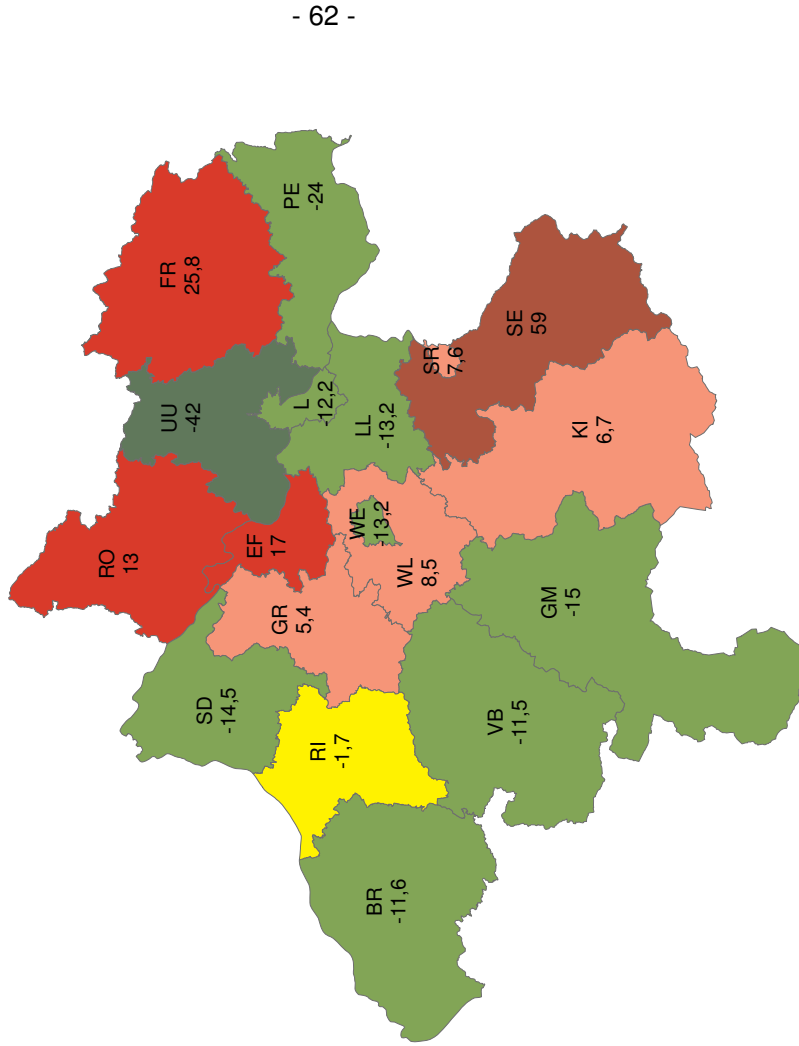 - 62 -
PE
-24
FR
25,8
SE
59
SR
7,6
L
-12,2
UU
-42
LL
-13,2
KI
6,7
WE
-13,2
EF
17
RO
13
WL
8,5
GM
-15
GR
5,4
SD
-14,5
VB
-11,5
RI
-1,7
BR
-11,6